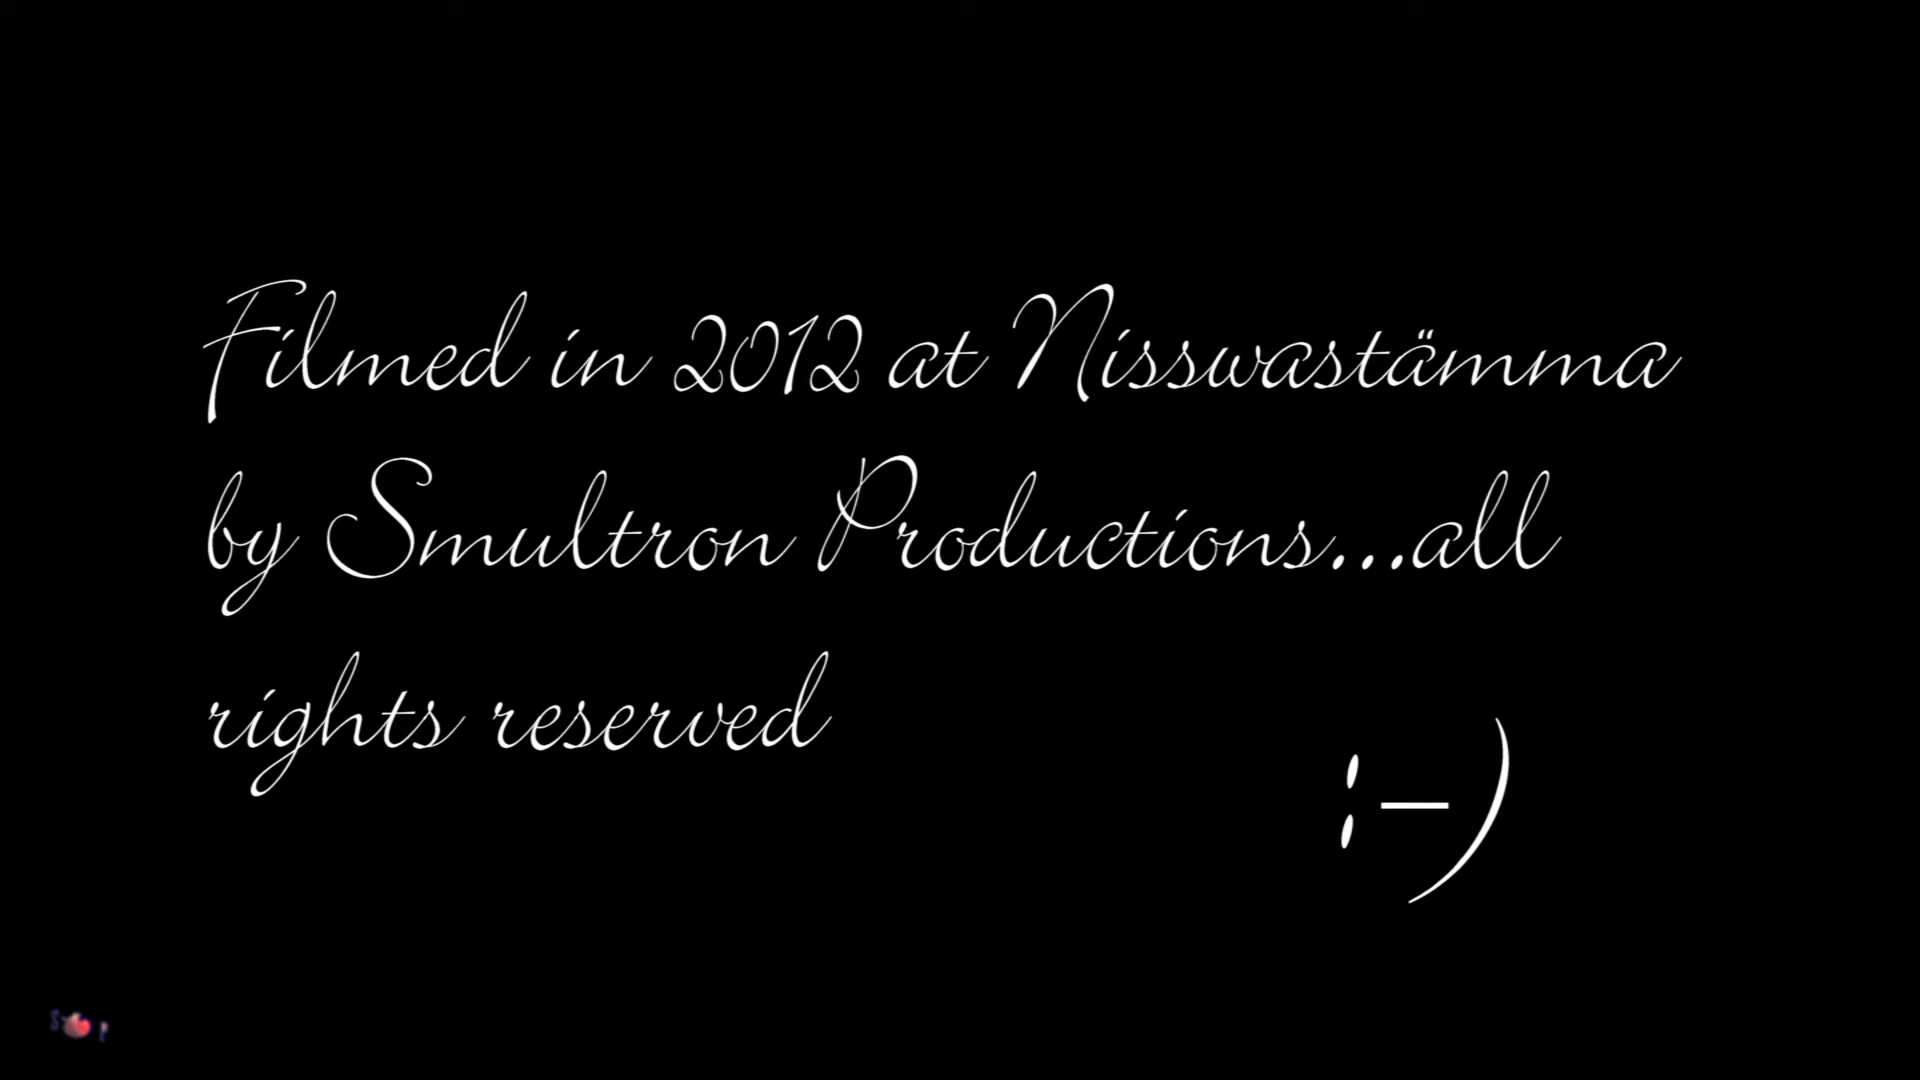 Filmed in 2012 at Nisswastämma
by Smultron Productions...all
rights reserved
:-)